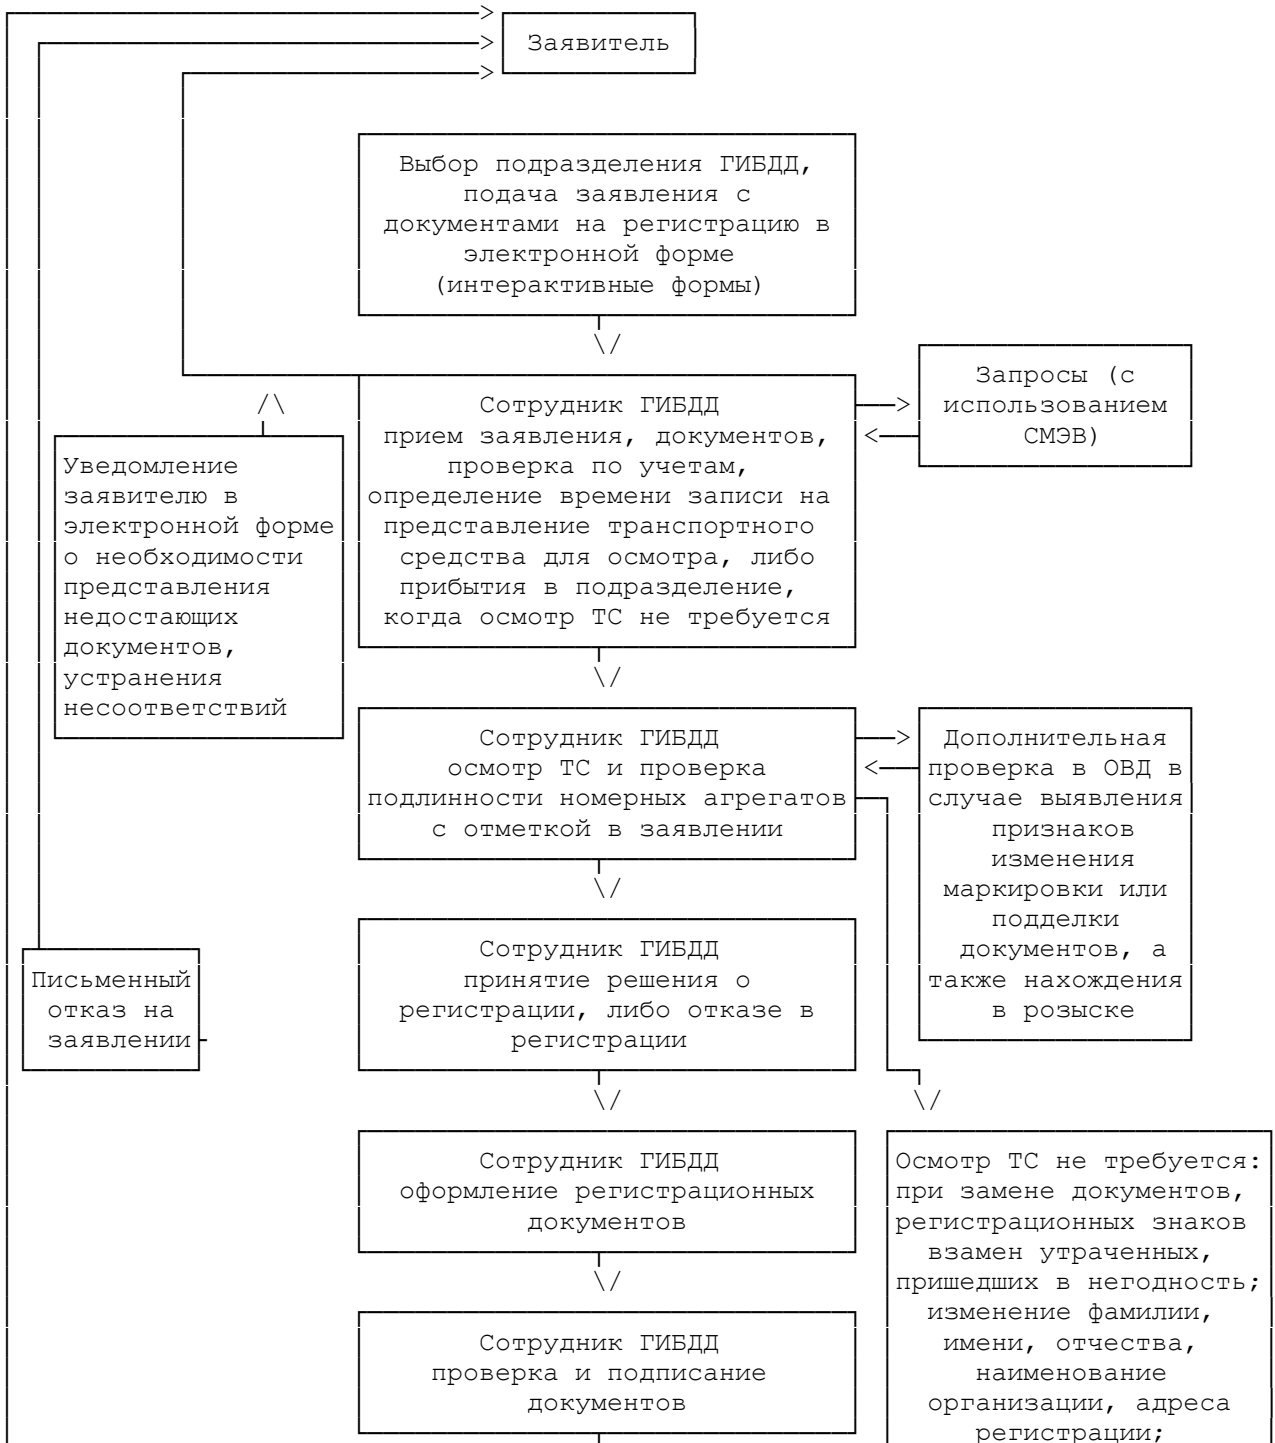 Заявитель
Выбор подразделения ГИБДД,
подача заявления с
документами на регистрацию в
электронной форме
(интерактивные формы)
Запросы (с
использованием
СМЭВ)
Сотрудник ГИБДД
прием заявления, документов,
проверка по учетам,
определение времени записи на
представление транспортного
средства для осмотра, либо
прибытия в подразделение,
когда осмотр ТС не требуется
Уведомление
заявителю в
электронной форме
о необходимости
представления
недостающих
документов,
устранения
несоответствий
Сотрудник ГИБДД
осмотр ТС и проверка
подлинности номерных агрегатов
с отметкой в заявлении
Дополнительная
проверка в ОВД в
случае выявления
признаков
изменения
маркировки или
подделки
документов, а
также нахождения
в розыске
Сотрудник ГИБДД
принятие решения о
регистрации, либо отказе в
регистрации
Письменный
отказ на
заявлении
Сотрудник ГИБДД
оформление регистрационных
документов
Осмотр ТС не требуется:
при замене документов,
регистрационных знаков
взамен утраченных,
пришедших в негодность;
изменение фамилии,
имени, отчества,
наименование
организации, адреса
регистрации;
Сотрудник ГИБДД
проверка и подписание
документов